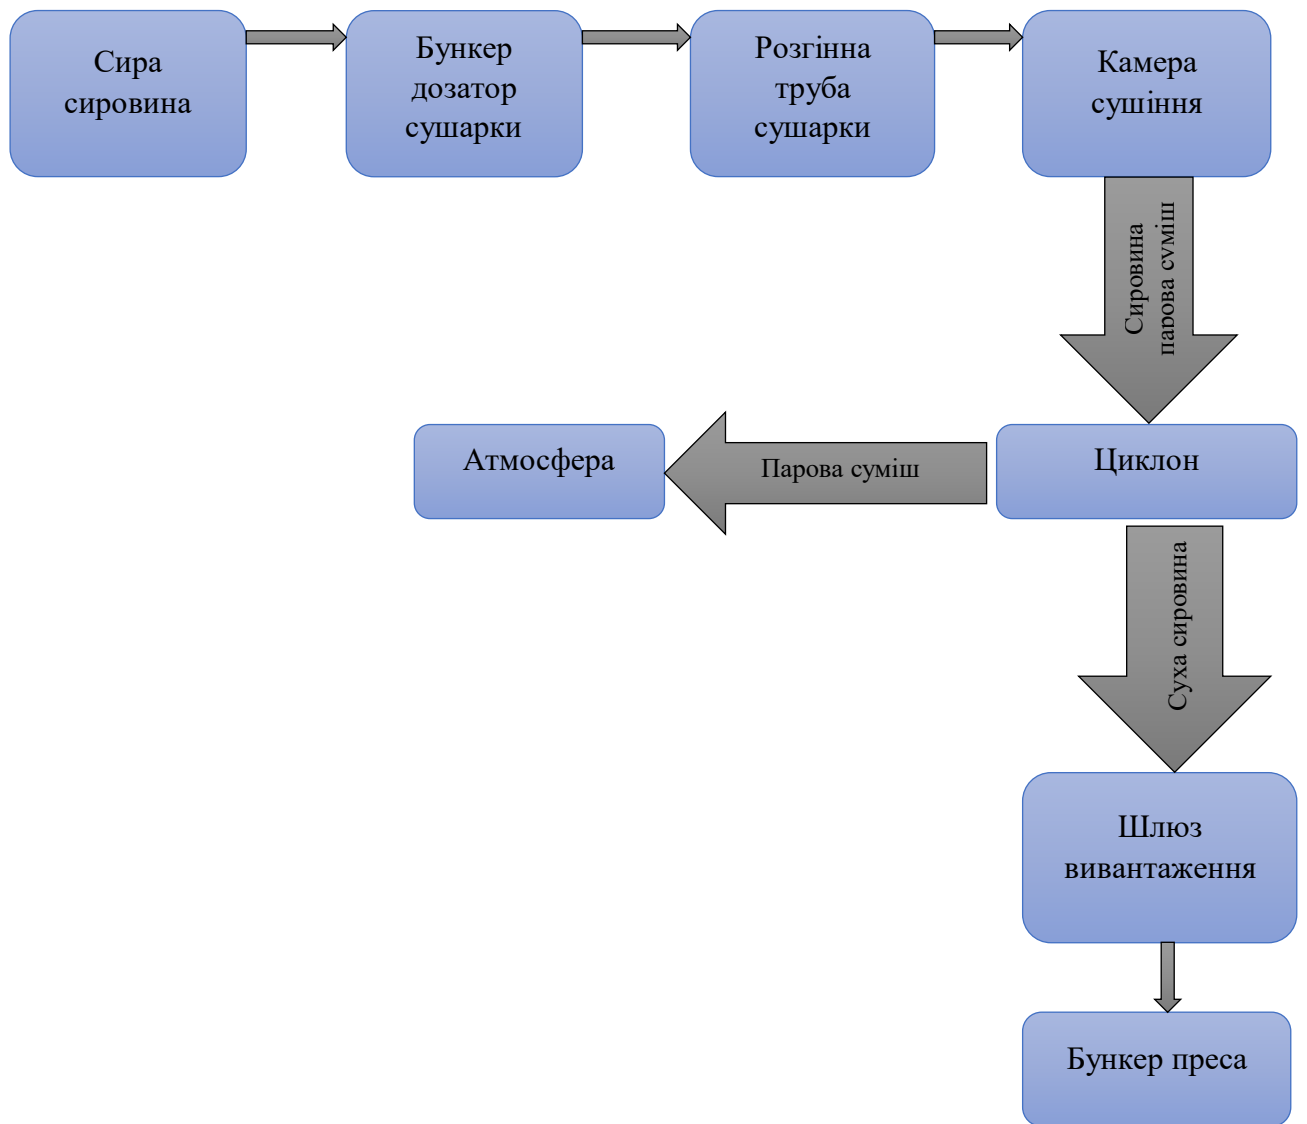 Сира
сировина
Бункер
дозатор
сушарки
Розгінна
труба
сушарки
Камера
сушіння
Сировина
парова суміш
Атмосфера
Парова суміш
Циклон
Суха сировина
Шлюз
вивантаження
Бункер преса